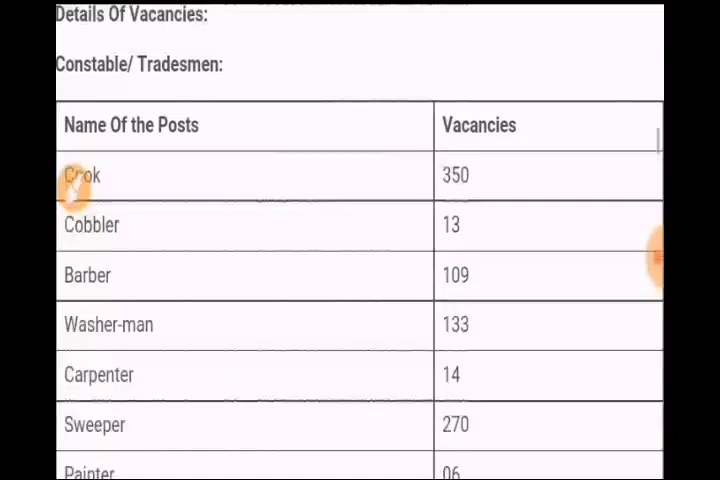 Details Of Vacancies:
Constable/ Tradesmen:
Name Of the Posts Vacancies
Cook 350
Cobbler 13
Barber 109
Washer-man 133
Carpenter 14
Sweeper 270
Painter 06